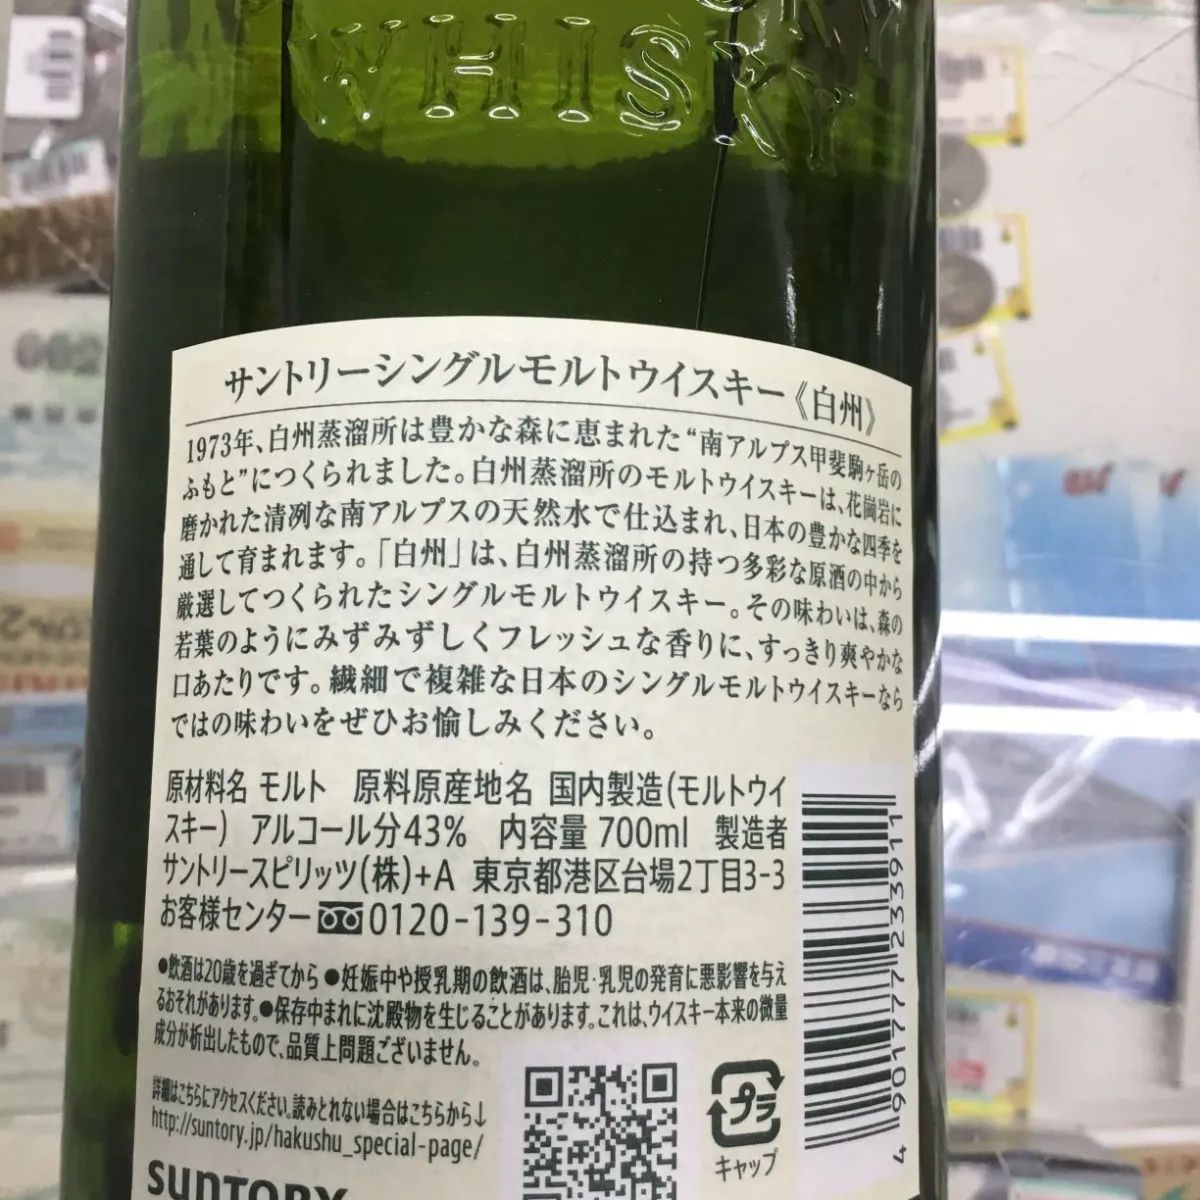 WHISKY
サントリーシングルモルトウイスキー《白州》
1973年、白州蒸溜所は豊かな森に恵まれた“南アルプス甲斐駒ヶ岳の
ふもと”につくられました。白州蒸溜所のモルトウイスキーは、花崗岩に
磨かれた清冽な南アルプスの天然水で仕込まれ、日本の豊かな四季を
通して育まれます。「白州」は、白州蒸溜所の持つ多彩な原酒の中から
厳選してつくられたシングルモルトウイスキー。その味わいは、森の
若葉のようにみずみずしくフレッシュな香りに、すっきり爽やかな
口あたりです。繊細で複雑な日本のシングルモルトウイスキーなら
ではの味わいをぜひお愉しみください。
原材料名 モルト 原料原産地名 国内製造(モルトウイ
スキー) アルコール分43% 内容量 700ml 製造者
サントリースピリッツ(株)+A 東京都港区台場2丁目3-3
お客様センター 0120-139-310
●飲酒は20歳を過ぎてから ●妊娠中や授乳期の飲酒は、胎児・乳児の発育に悪影響を与え
るおそれがあります。●保存中まれに沈殿物を生じることがあります。これは、ウイスキー本来の微量
成分が析出したもので、品質上問題ございません。
詳細はこちらにアクセスください。読みとれない場合はこちらから↓
http://suntory.jp/hakushu_special-page/
SUNTORY
プラ
キャップ
4 901777 233911